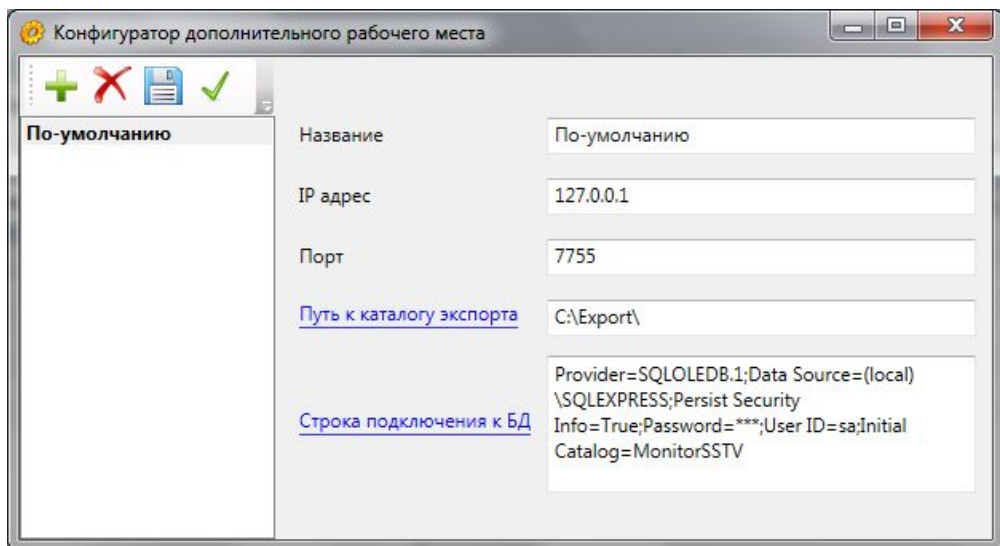 Конфигуратор дополнительного рабочего места
По-умолчанию
Название
По-умолчанию
IP адрес
127.0.0.1
Порт
7755
Путь к каталогу экспорта
C:\Export\
Строка подключения к БД
Provider=SQLOLEDB.1;Data Source=(local)
\SQLEXPRESS;Persist Security
Info=True;Password=***;User ID=sa;Initial
Catalog=MonitorSSTV